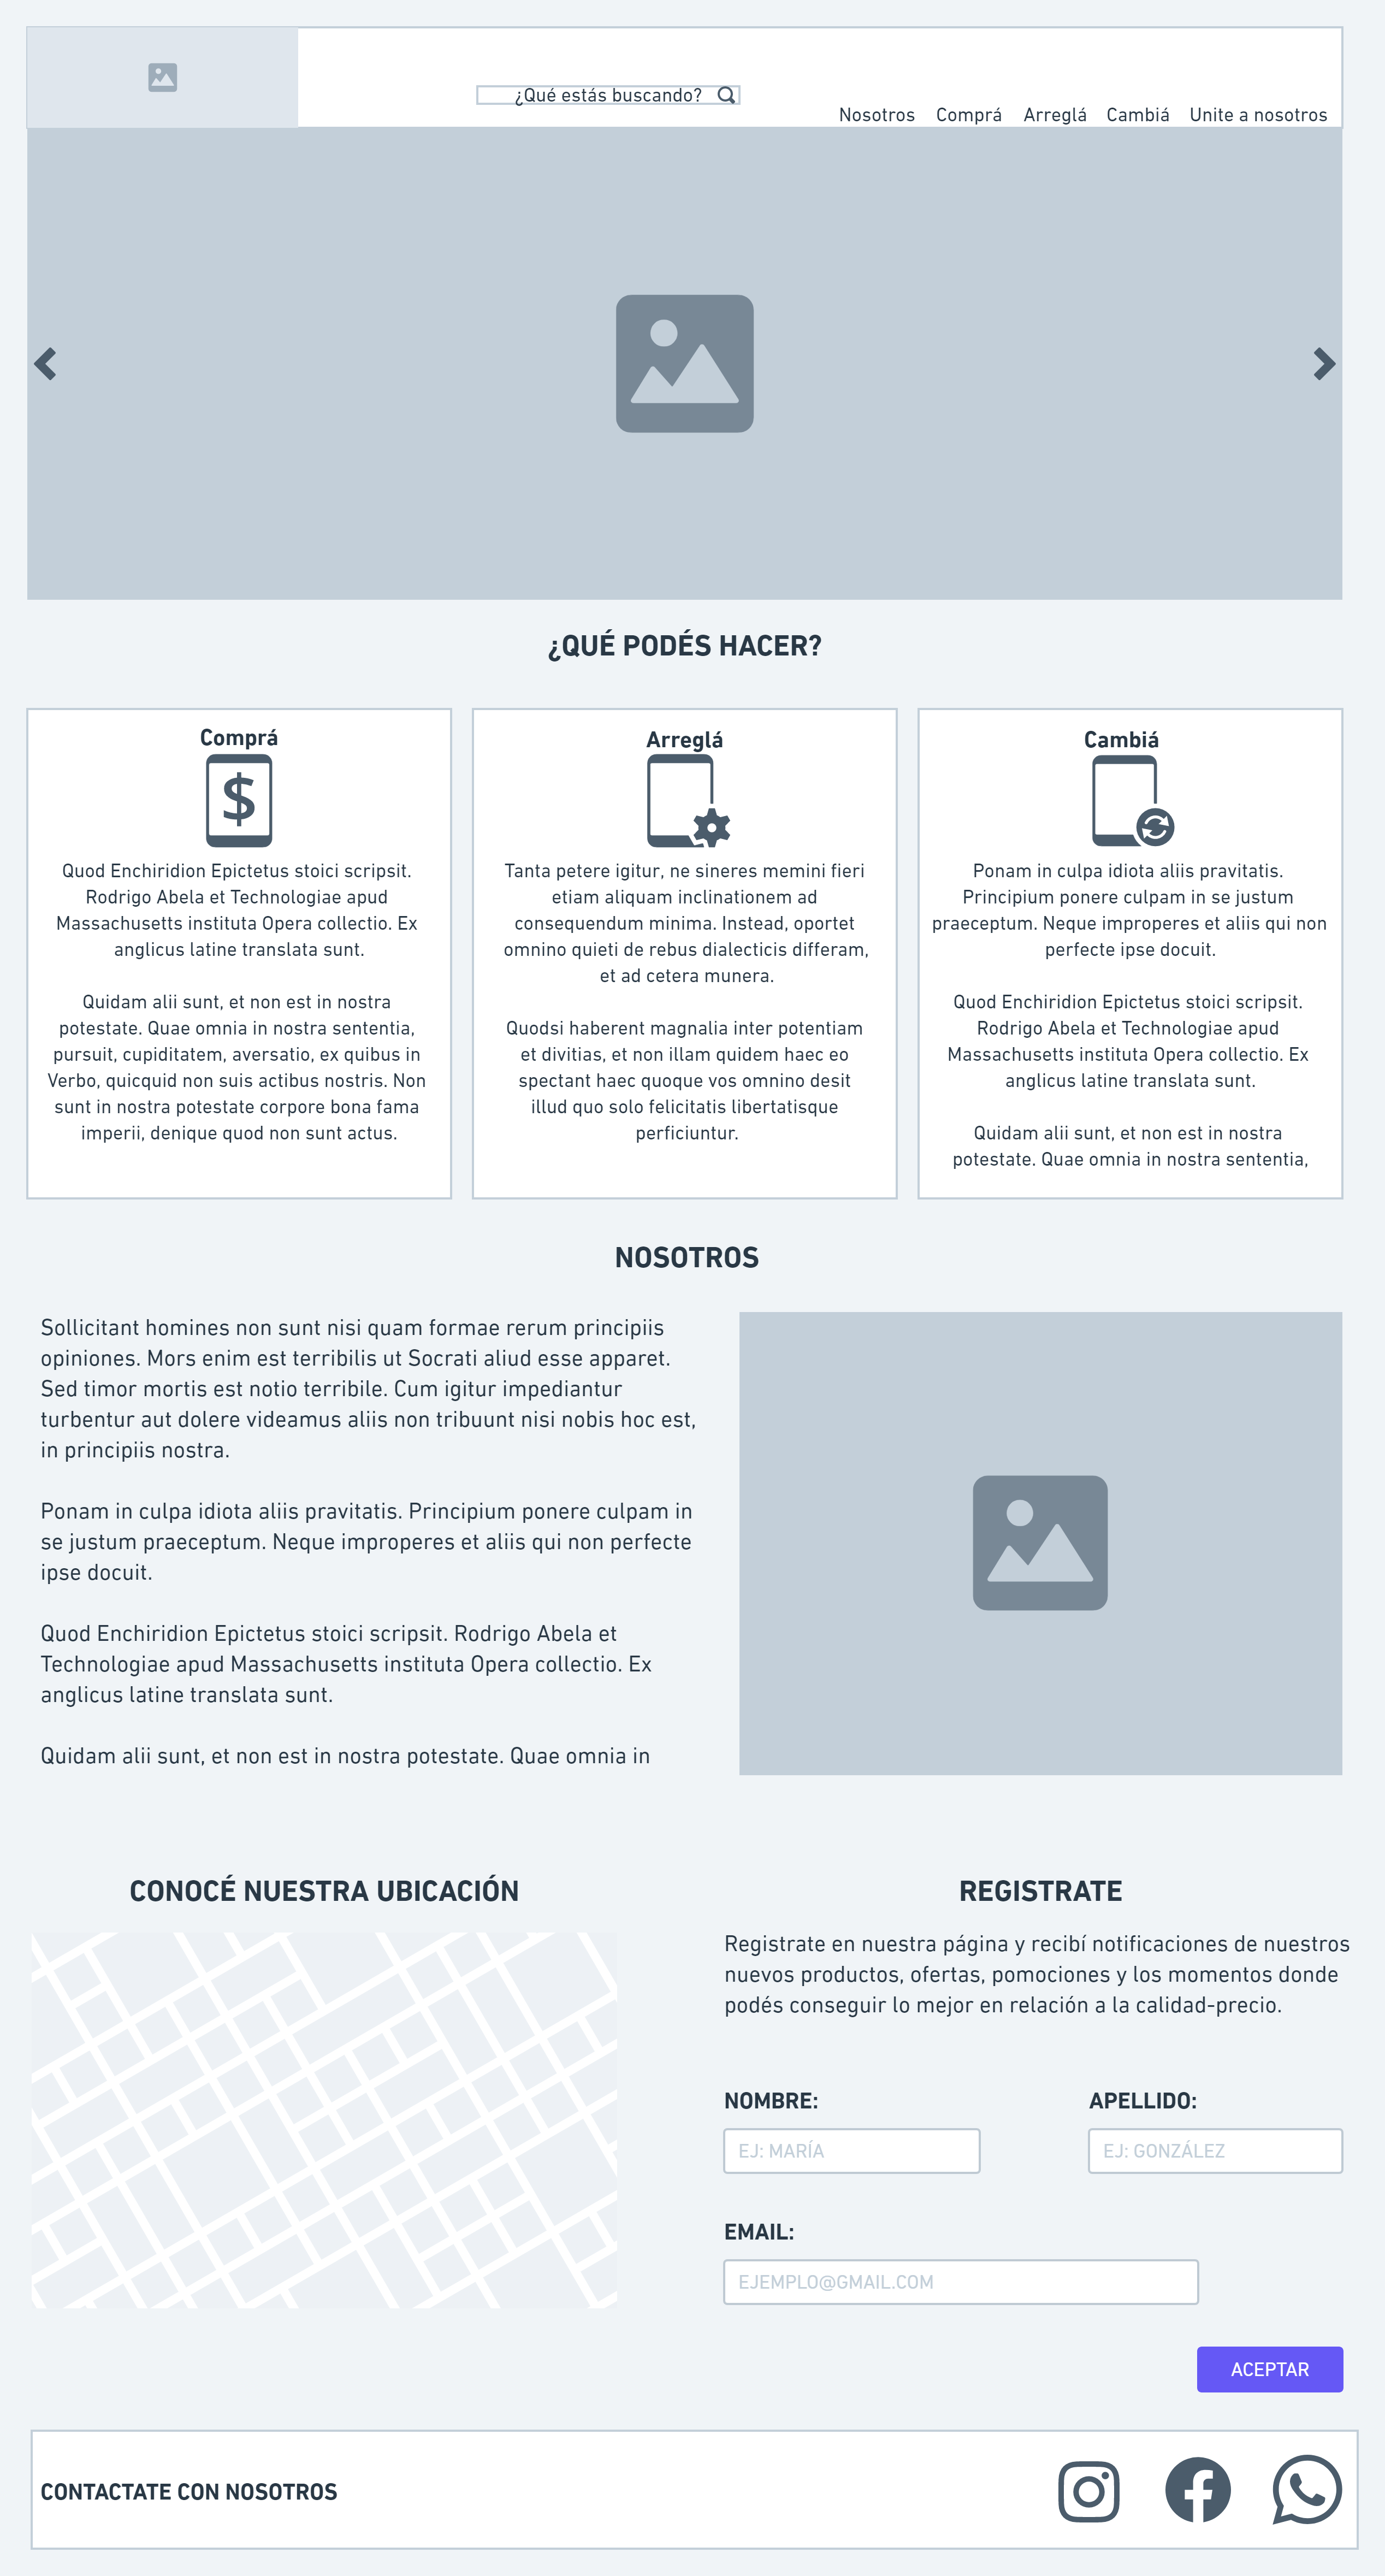 ¿Qué estás buscando?
Nosotros Comprá Arreglá Cambiá Unite a nosotros
¿QUÉ PODÉS HACER?
Comprá
$
Quod Enchiridion Epictetus stoici scripsit.
Rodrigo Abela et Technologiae apud
Massachusetts instituta Opera collectio. Ex
anglicus latine translata sunt.
Quidam alii sunt, et non est in nostra
potestate. Quae omnia in nostra sententia,
pursuit, cupiditatem, aversatio, ex quibus in
Verbo, quicquid non suis actibus nostris. Non
sunt in nostra potestate corpore bona fama
imperii, denique quod non sunt actus.
Arreglá
Tanta petere igitur, ne sineres memini fieri
etiam aliquam inclinationem ad
consequendum minima. Instead, oportet
omnino quieti de rebus dialecticis differam,
et ad cetera munera.
Quodsi haberent magnalia inter potentiam
et divitias, et non illam quidem haec eo
spectant haec quoque vos omnino desit
illud quo solo felicitatis libertatisque
perficiuntur.
Cambiá
Ponam in culpa idiota aliis pravitatis.
Principium ponere culpam in se justum
praeceptum. Neque improperes et aliis qui non
perfecte ipse docuit.
Quod Enchiridion Epictetus stoici scripsit.
Rodrigo Abela et Technologiae apud
Massachusetts instituta Opera collectio. Ex
anglicus latine translata sunt.
Quidam alii sunt, et non est in nostra
potestate. Quae omnia in nostra sententia,
NOSOTROS
Sollicitant homines non sunt nisi quam formae rerum principiis
opiniones. Mors enim est terribilis ut Socrati aliud esse apparet.
Sed timor mortis est notio terribile. Cum igitur impediantur
turbentur aut dolere videamus aliis non tribuunt nisi nobis hoc est,
in principiis nostra.
Ponam in culpa idiota aliis pravitatis. Principium ponere culpam in
se justum praeceptum. Neque improperes et aliis qui non perfecte
ipse docuit.
Quod Enchiridion Epictetus stoici scripsit. Rodrigo Abela et
Technologiae apud Massachusetts instituta Opera collectio. Ex
anglicus latine translata sunt.
Quidam alii sunt, et non est in nostra potestate. Quae omnia in
CONOCÉ NUESTRA UBICACIÓN
REGISTRATE
Registrate en nuestra página y recibí notificaciones de nuestros
nuevos productos, ofertas, pomociones y los momentos donde
podés conseguir lo mejor en relación a la calidad-precio.
NOMBRE: APELLIDO:
EJ: MARÍA EJ: GONZÁLEZ
EMAIL:
EJEMPLO@GMAIL.COM
ACEPTAR
CONTACTATE CON NOSOTROS